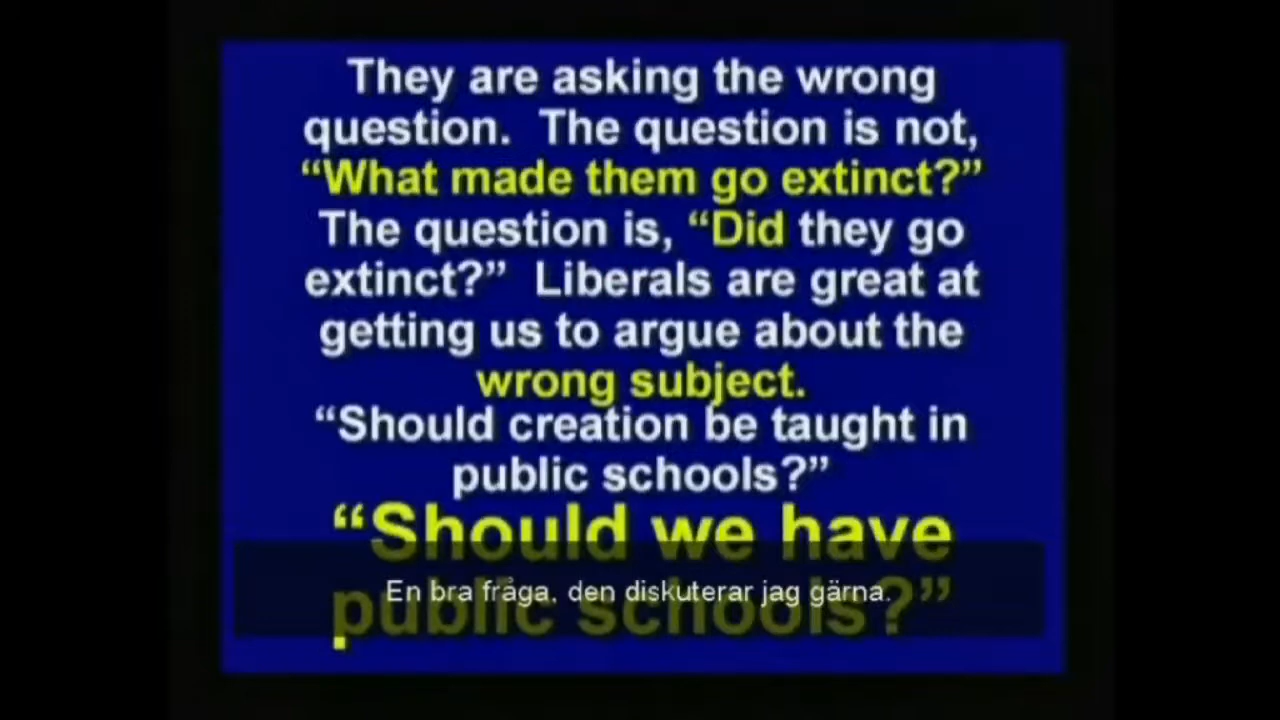 They are asking the wrong
question. The question is not,
“What made them go extinct?”
The question is, “Did they go
extinct?” Liberals are great at
getting us to argue about the
wrong subject.
“Should creation be taught in
public schools?”
“Should we have
public schools?”
En bra fråga, den diskuterar jag gärna.